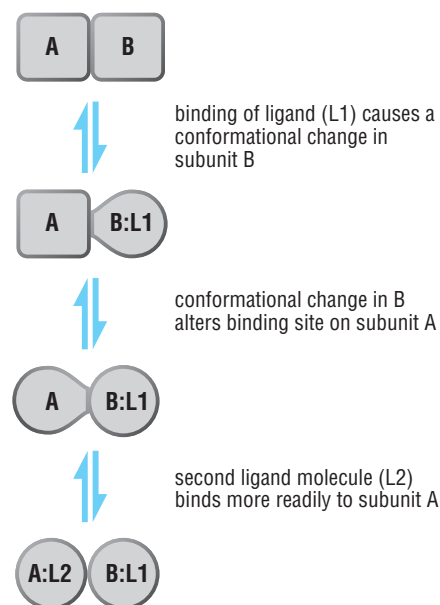 A B
binding of ligand (L1) causes a
conformational change in
subunit B
A B:L1
conformational change in B
alters binding site on subunit A
A B:L1
second ligand molecule (L2)
binds more readily to subunit A
A:L2 B:L1